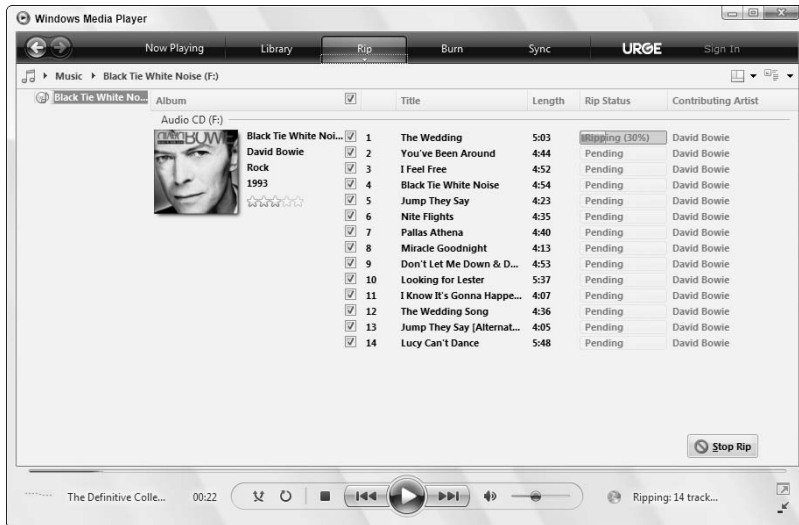 Windows Media Player
Now Playing Library Rip Burn Sync URGE Sign In
Music Black Tie White Noise (F:)
Black Tie White No... Album Title Length Rip Status Contributing Artist
Audio CD (F:)
BOWIE Black Tie White Noi... 1 The Wedding 5:03 Ripping (30%) David Bowie
David Bowie 2 You've Been Around 4:44 Pending David Bowie
Rock 3 I Feel Free 4:52 Pending David Bowie
1993 4 Black Tie White Noise 4:54 Pending David Bowie
5 Jump They Say 4:23 Pending David Bowie
6 Nite Flights 4:35 Pending David Bowie
7 Pallas Athena 4:40 Pending David Bowie
8 Miracle Goodnight 4:13 Pending David Bowie
9 Don't Let Me Down & D... 4:53 Pending David Bowie
10 Looking for Lester 5:37 Pending David Bowie
11 I Know It's Gonna Happe... 4:07 Pending David Bowie
12 The Wedding Song 4:36 Pending David Bowie
13 Jump They Say [Alternat... 4:05 Pending David Bowie
14 Lucy Can't Dance 5:48 Pending David Bowie
Stop Rip
The Definitive Colle... 00:22 Ripping: 14 track...